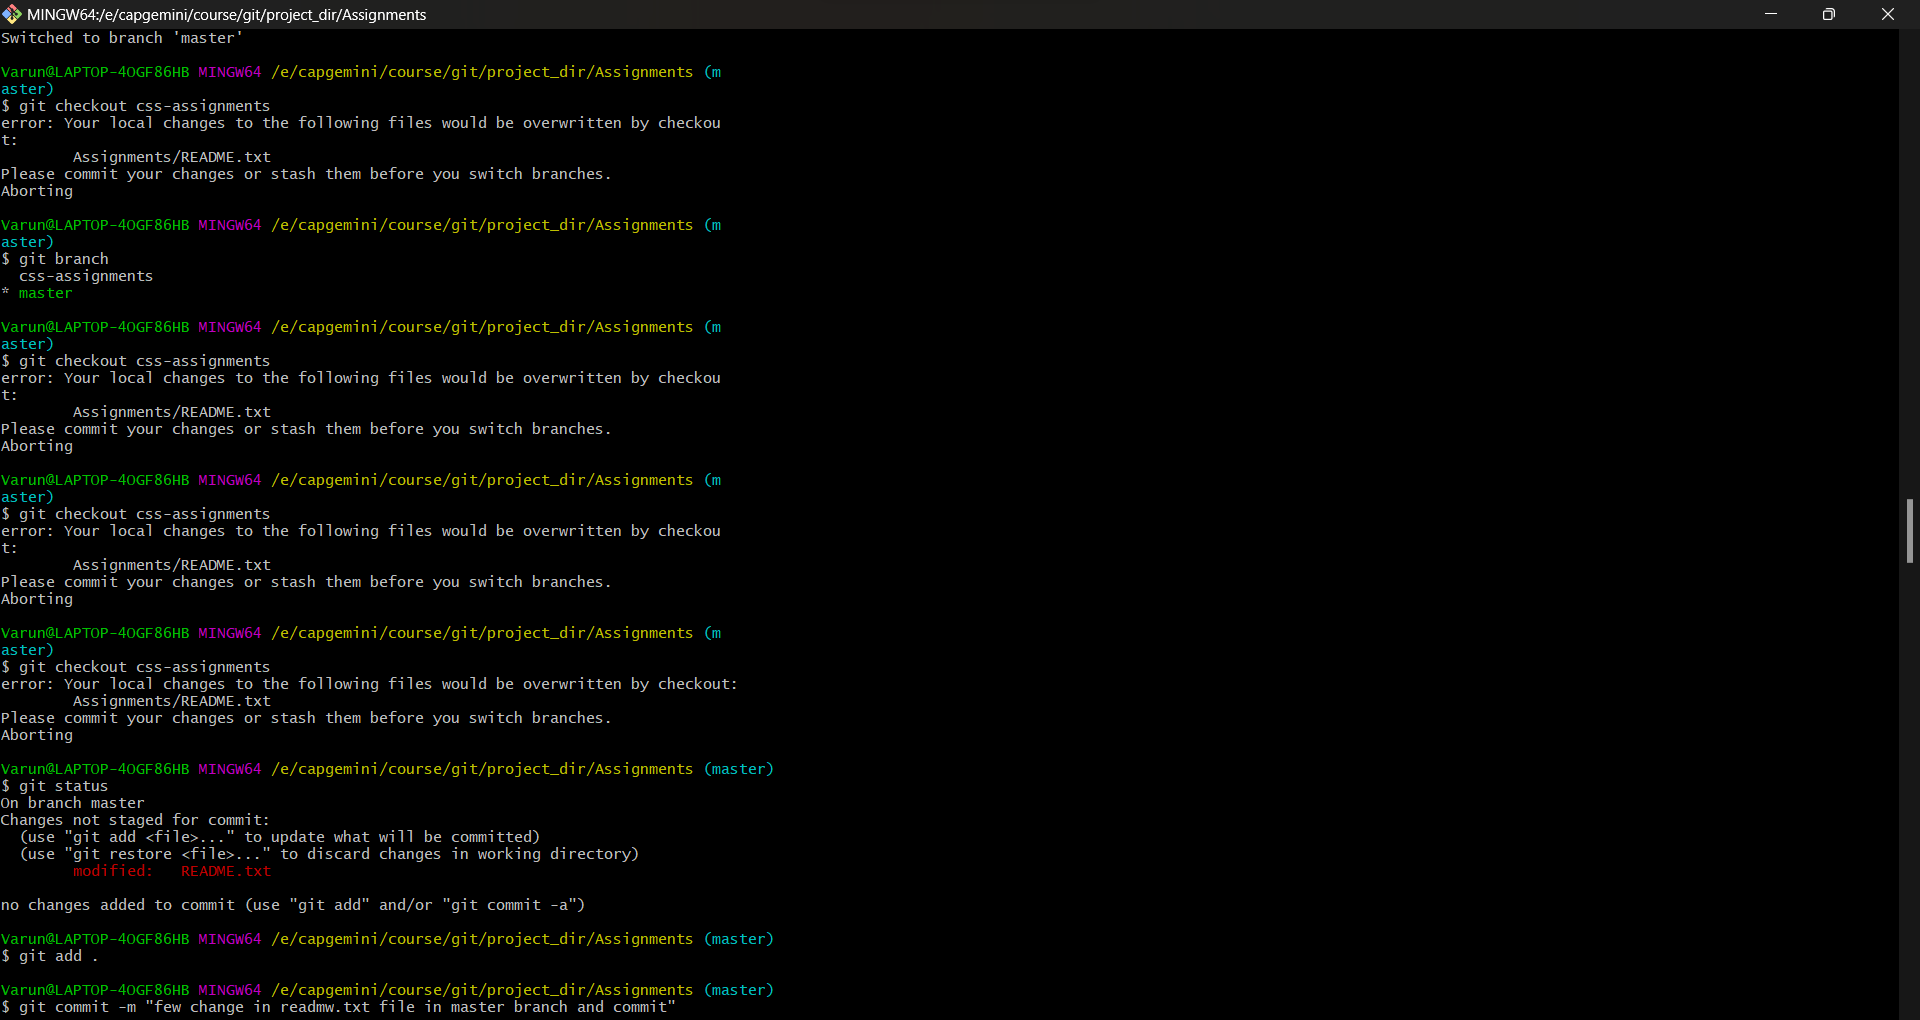 MINGW64:/e/capgemini/course/git/project_dir/Assignments
Switched to branch 'master'
Varun@LAPTOP-4OGF86HB MINGW64 /e/capgemini/course/git/project_dir/Assignments (m
aster)
$ git checkout css-assignments
error: Your local changes to the following files would be overwritten by checkou
t:
Assignments/README.txt
Please commit your changes or stash them before you switch branches.
Aborting
Varun@LAPTOP-4OGF86HB MINGW64 /e/capgemini/course/git/project_dir/Assignments (m
aster)
$ git branch
css-assignments
* master
Varun@LAPTOP-4OGF86HB MINGW64 /e/capgemini/course/git/project_dir/Assignments (m
aster)
$ git checkout css-assignments
error: Your local changes to the following files would be overwritten by checkou
t:
Assignments/README.txt
Please commit your changes or stash them before you switch branches.
Aborting
Varun@LAPTOP-4OGF86HB MINGW64 /e/capgemini/course/git/project_dir/Assignments (m
aster)
$ git checkout css-assignments
error: Your local changes to the following files would be overwritten by checkou
t:
Assignments/README.txt
Please commit your changes or stash them before you switch branches.
Aborting
Varun@LAPTOP-4OGF86HB MINGW64 /e/capgemini/course/git/project_dir/Assignments (m
aster)
$ git checkout css-assignments
error: Your local changes to the following files would be overwritten by checkout:
Assignments/README.txt
Please commit your changes or stash them before you switch branches.
Aborting
Varun@LAPTOP-4OGF86HB MINGW64 /e/capgemini/course/git/project_dir/Assignments (master)
$ git status
On branch master
Changes not staged for commit:
(use "git add <file>..." to update what will be committed)
(use "git restore <file>..." to discard changes in working directory)
modified:   README.txt
no changes added to commit (use "git add" and/or "git commit -a")
Varun@LAPTOP-4OGF86HB MINGW64 /e/capgemini/course/git/project_dir/Assignments (master)
$ git add .
Varun@LAPTOP-4OGF86HB MINGW64 /e/capgemini/course/git/project_dir/Assignments (master)
$ git commit -m "few change in readmw.txt file in master branch and commit"